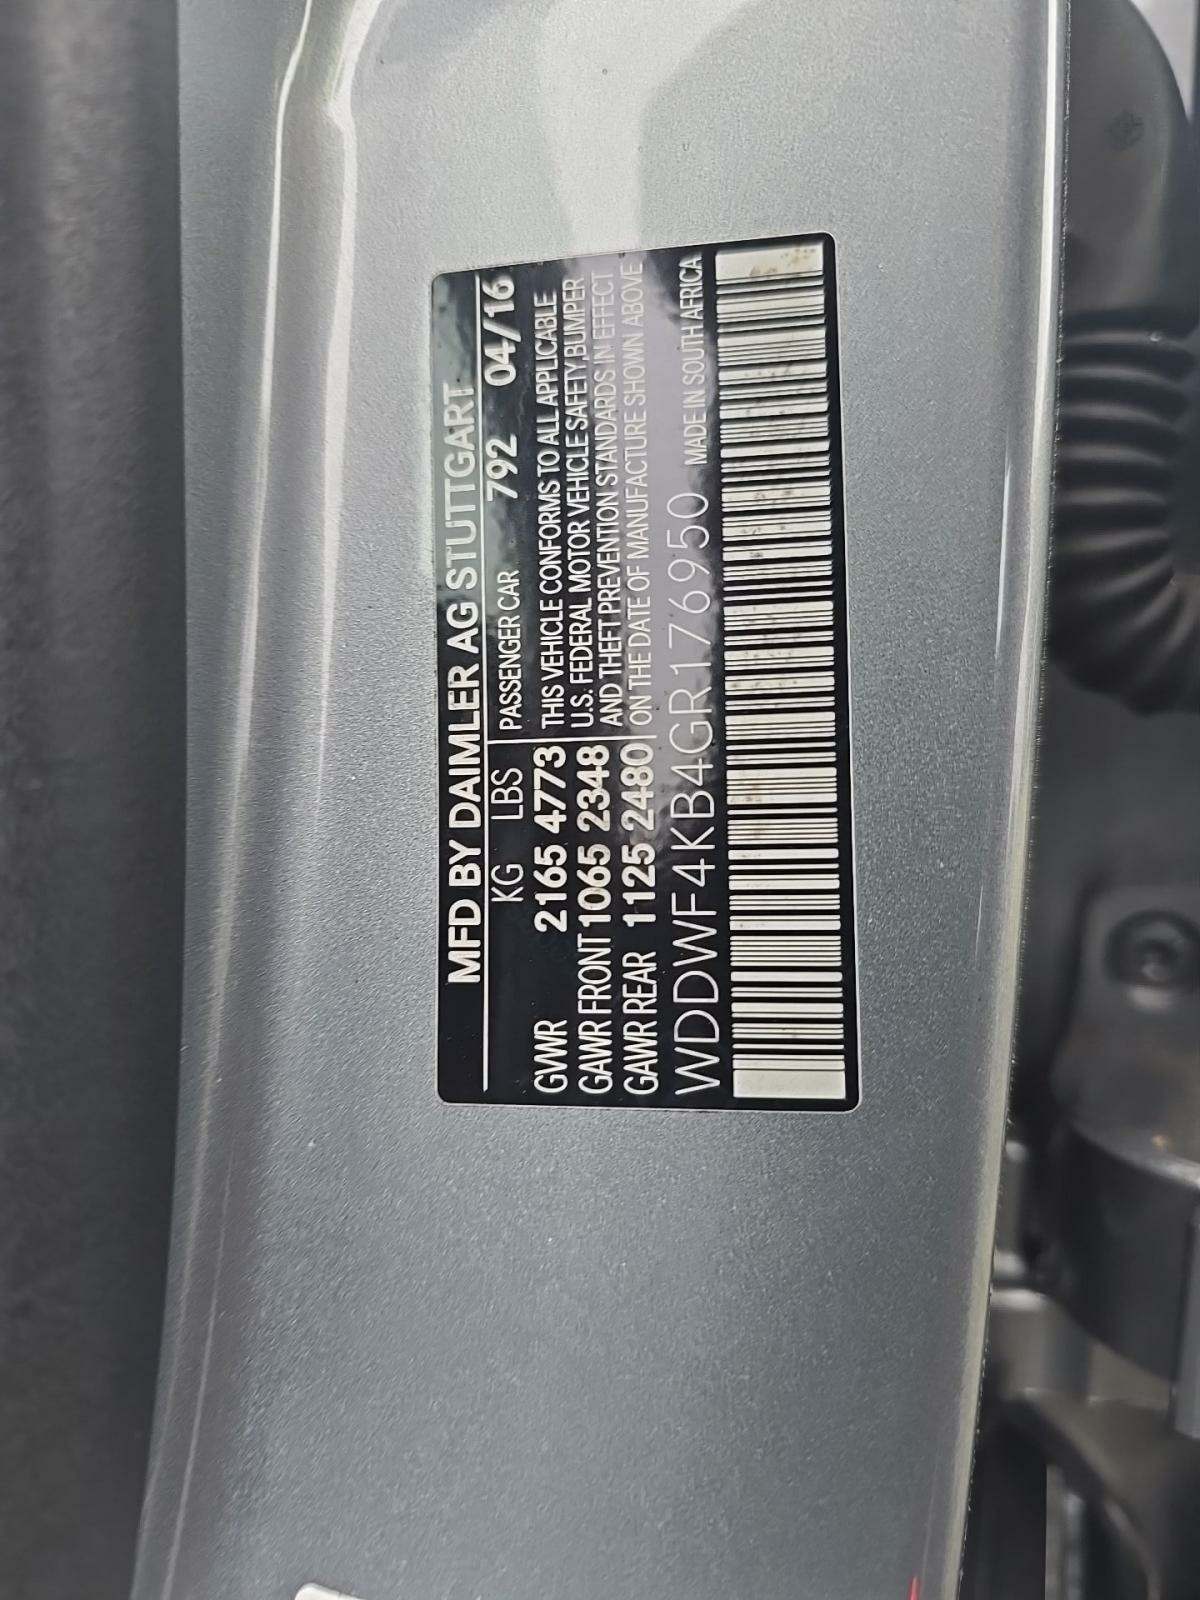 MFD BY DAIMLER AG STUTTGART
KG LBS PASSENGER CAR 792 04/16
GVWR 2165 4773 THIS VEHICLE CONFORMS TO ALL APPLICABLE
U.S. FEDERAL MOTOR VEHICLE SAFETY,BUMPER
GAWR FRONT 1065 2348 AND THEFT PREVENTION STANDARDS IN EFFECT
GAWR REAR 1125 2480 ON THE DATE OF MANUFACTURE SHOWN ABOVE
WDDWF4KB4GR176950 MADE IN SOUTH AFRICA